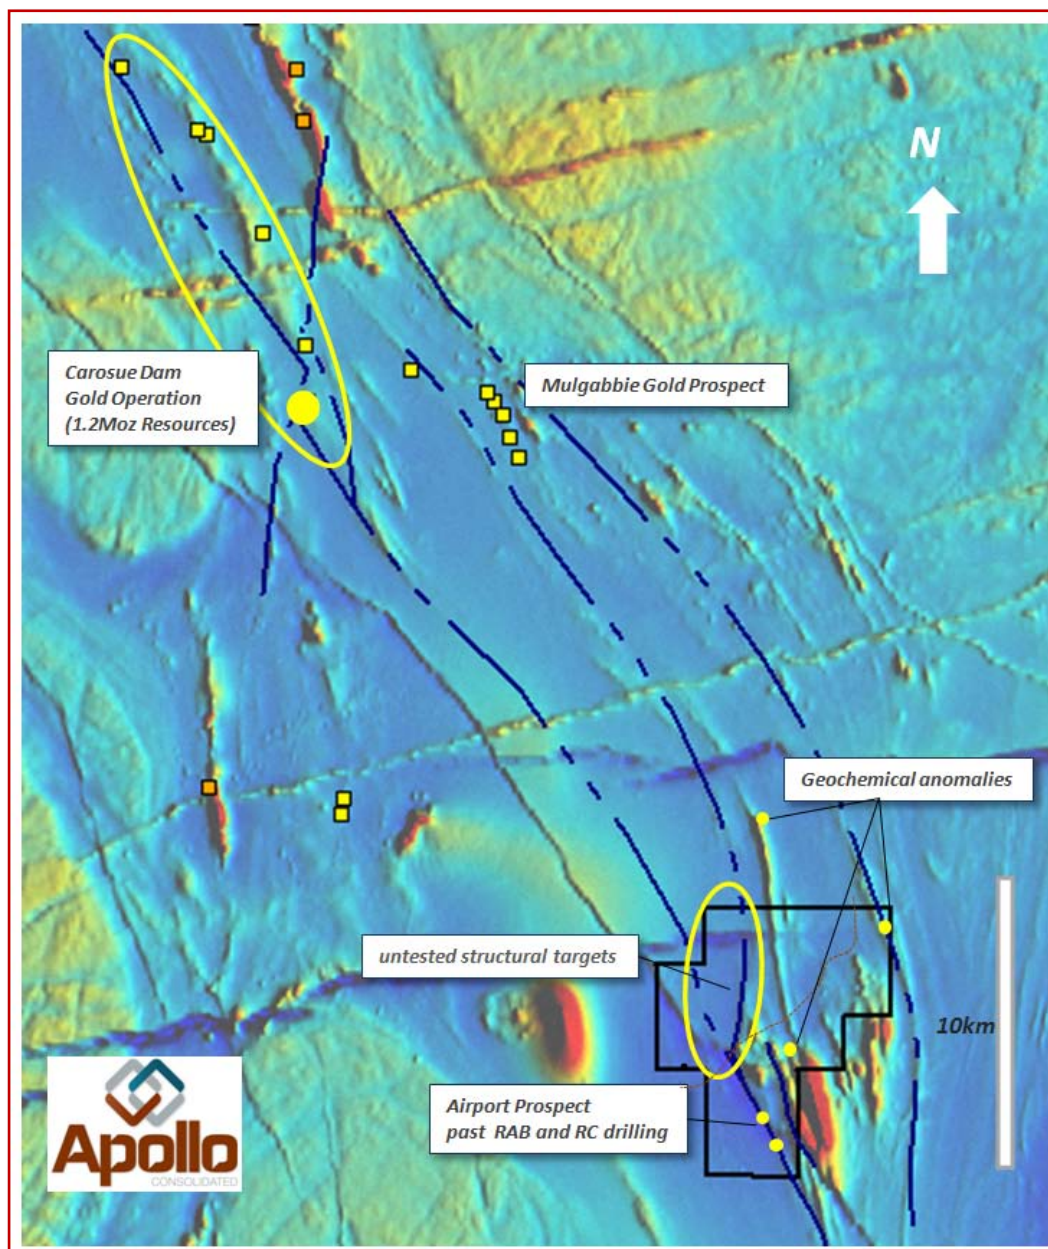 N
Carosue Dam
Gold Operation
(1.2Moz Resources)
Mulgabbie Gold Prospect
Geochemical anomalies
untested structural targets
10km
Airport Prospect
past RAB and RC drilling
Apollo
CONSOLIDATED